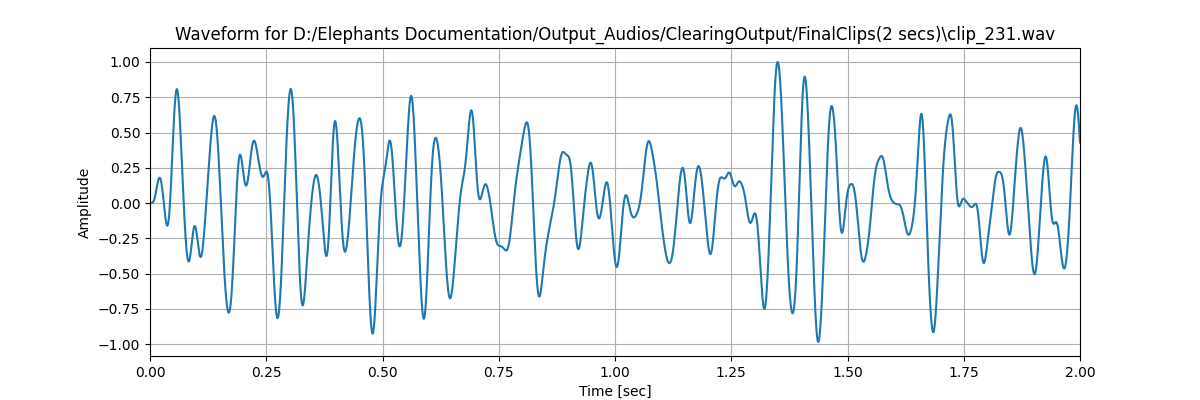 Waveform for D:/Elephants Documentation/Output_Audios/ClearingOutput/FinalClips(2 secs)\clip_231.wav
Amplitude
1.00
0.75
0.50
0.25
0.00
−0.25
−0.50
−0.75
−1.00
0.00 0.25 0.50 0.75 1.00 1.25 1.50 1.75 2.00
Time [sec]